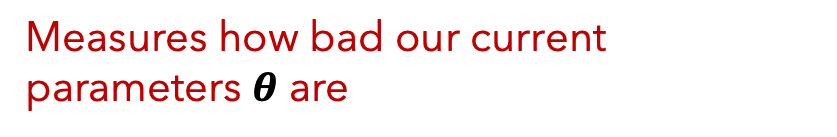 Measures how bad our current
parameters θ are